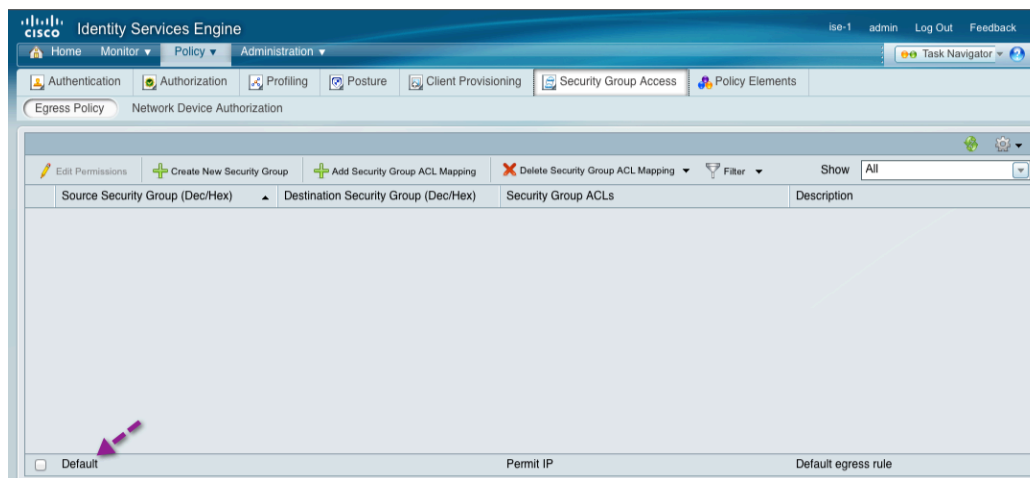 cisco Identity Services Engine ise-1 admin Log Out Feedback
Home Monitor Policy Administration Task Navigator
Authentication Authorization Profiling Posture Client Provisioning Security Group Access Policy Elements
Egress Policy Network Device Authorization
Edit Permissions Create New Security Group Add Security Group ACL Mapping Delete Security Group ACL Mapping Filter Show All
Source Security Group (Dec/Hex) Destination Security Group (Dec/Hex) Security Group ACLs Description
Default Permit IP Default egress rule